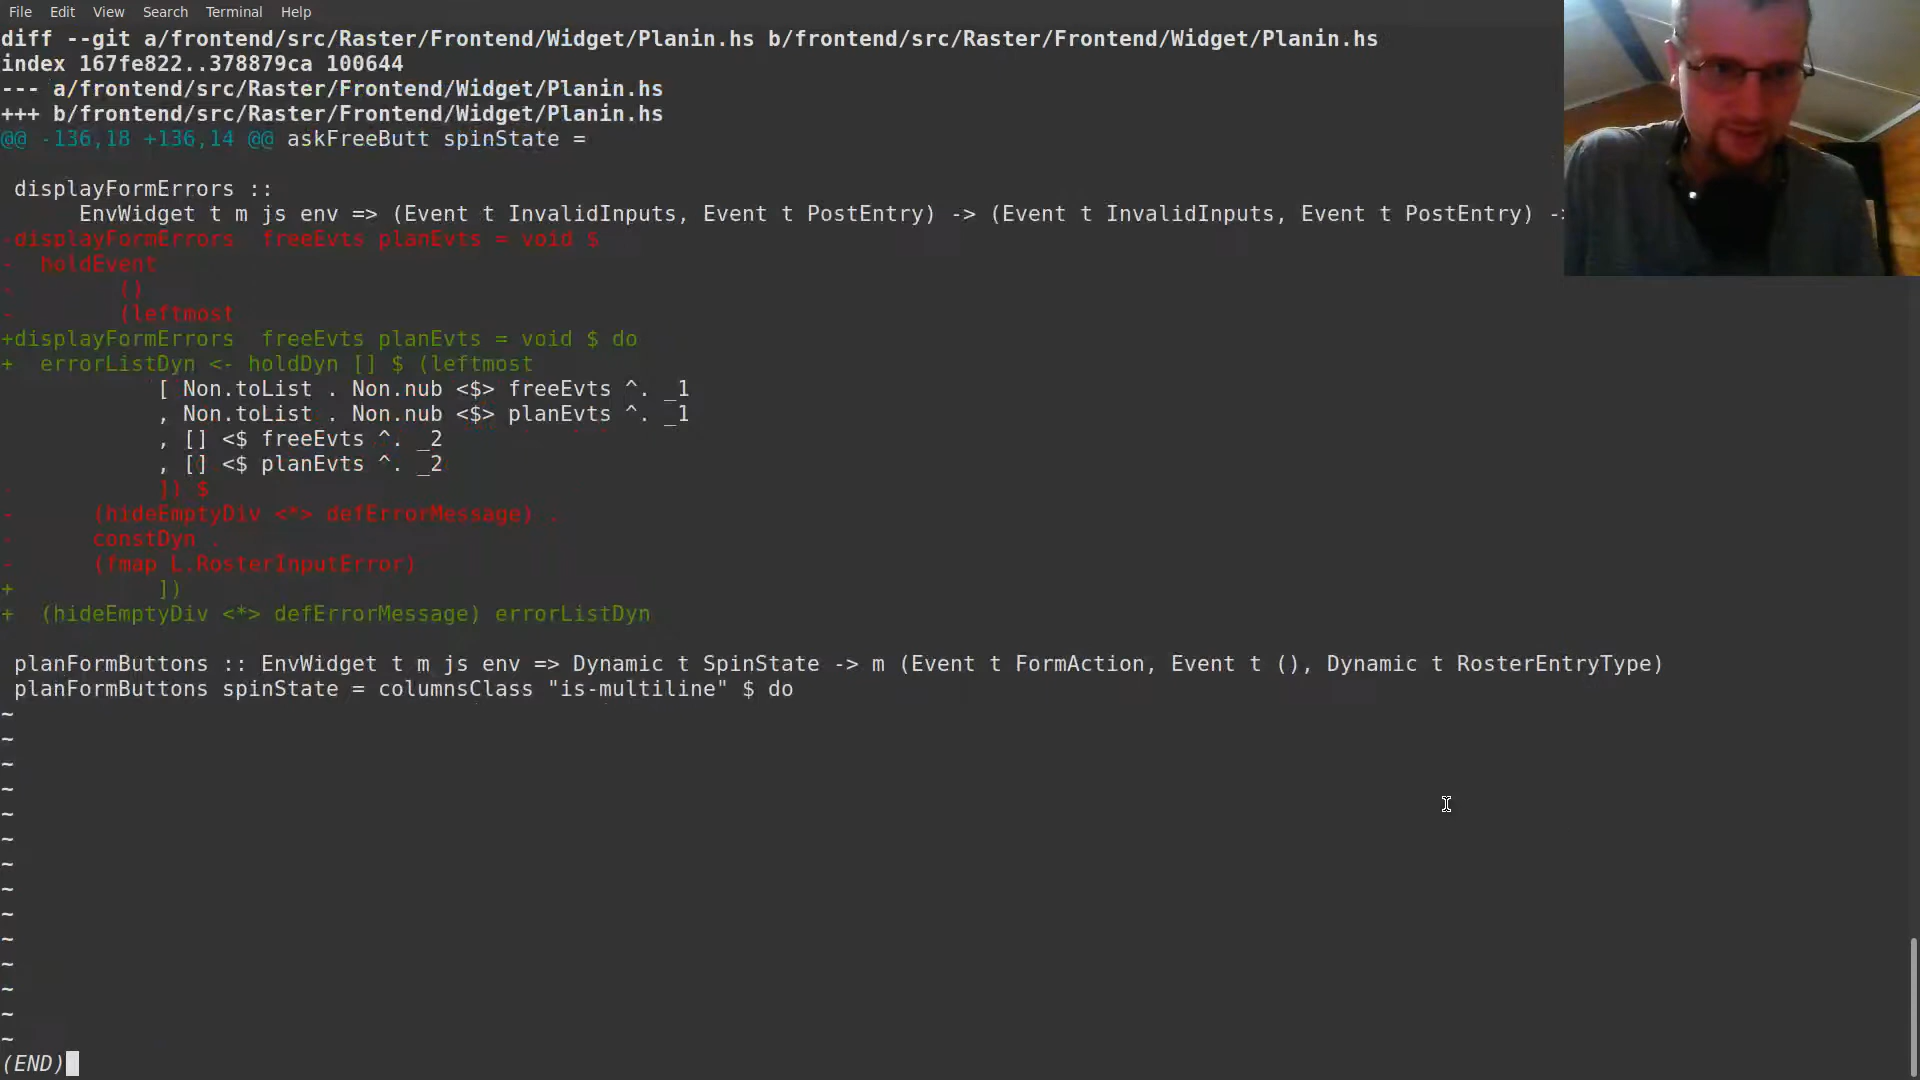 File Edit View Search Terminal Help
diff --git a/frontend/src/Raster/Frontend/Widget/Planin.hs b/frontend/src/Raster/Frontend/Widget/Planin.hs
index 167fe822..378879ca 100644
--- a/frontend/src/Raster/Frontend/Widget/Planin.hs
+++ b/frontend/src/Raster/Frontend/Widget/Planin.hs
@@ -136,18 +136,14 @@ askFreeButt spinState =
displayFormErrors ::
EnvWidget t m js env => (Event t InvalidInputs, Event t PostEntry) -> (Event t InvalidInputs, Event t PostEntry) -
-displayFormErrors  freeEvts planEvts = void $
-  holdEvent
-        ()
-        (leftmost
+displayFormErrors  freeEvts planEvts = void $ do
+  errorListDyn <- holdDyn [] $ (leftmost
[ Non.toList . Non.nub <$> freeEvts ^. _1
, Non.toList . Non.nub <$> planEvts ^. _1
, [] <$ freeEvts ^. _2
, [] <$ planEvts ^. _2
-           ]) $
-      (hideEmptyDiv <*> defErrorMessage) .
-      constDyn .
-      (fmap L.RosterInputError)
+           ])
+  (hideEmptyDiv <*> defErrorMessage) errorListDyn
planFormButtons :: EnvWidget t m js env => Dynamic t SpinState -> m (Event t FormAction, Event t (), Dynamic t RosterEntryType)
planFormButtons spinState = columnsClass "is-multiline" $ do
~
~
~
~
~
~
~
~
~
~
~
~
~
~
(END)